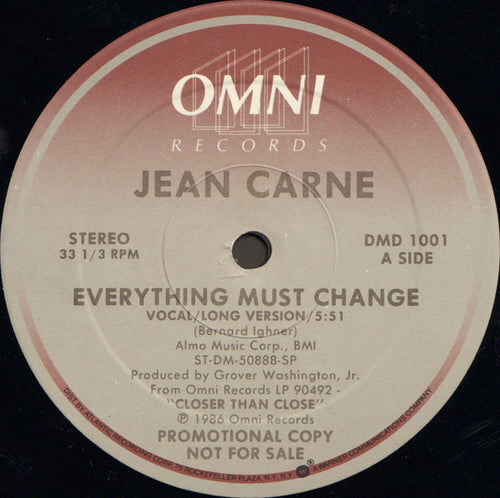 OMNI
RECORDS
JEAN CARNE
STEREO
33 1/3 RPM
DMD 1001
A SIDE
EVERYTHING MUST CHANGE
VOCAL/LONG VERSION/5:51
(Bernard Ighner)
Almo Music Corp., BMI
ST-DM-50888-SP
Produced by Grover Washington, Jr.
From Omni Records LP 90492 -
"CLOSER THAN CLOSE"
℗ 1986 Omni Records
PROMOTIONAL COPY
NOT FOR SALE
DIST. BY ATLANTIC RECORDING CORP. 75 ROCKEFELLER PLAZA, N.Y. N.Y. A WARNER COMMUNICATIONS COMPANY